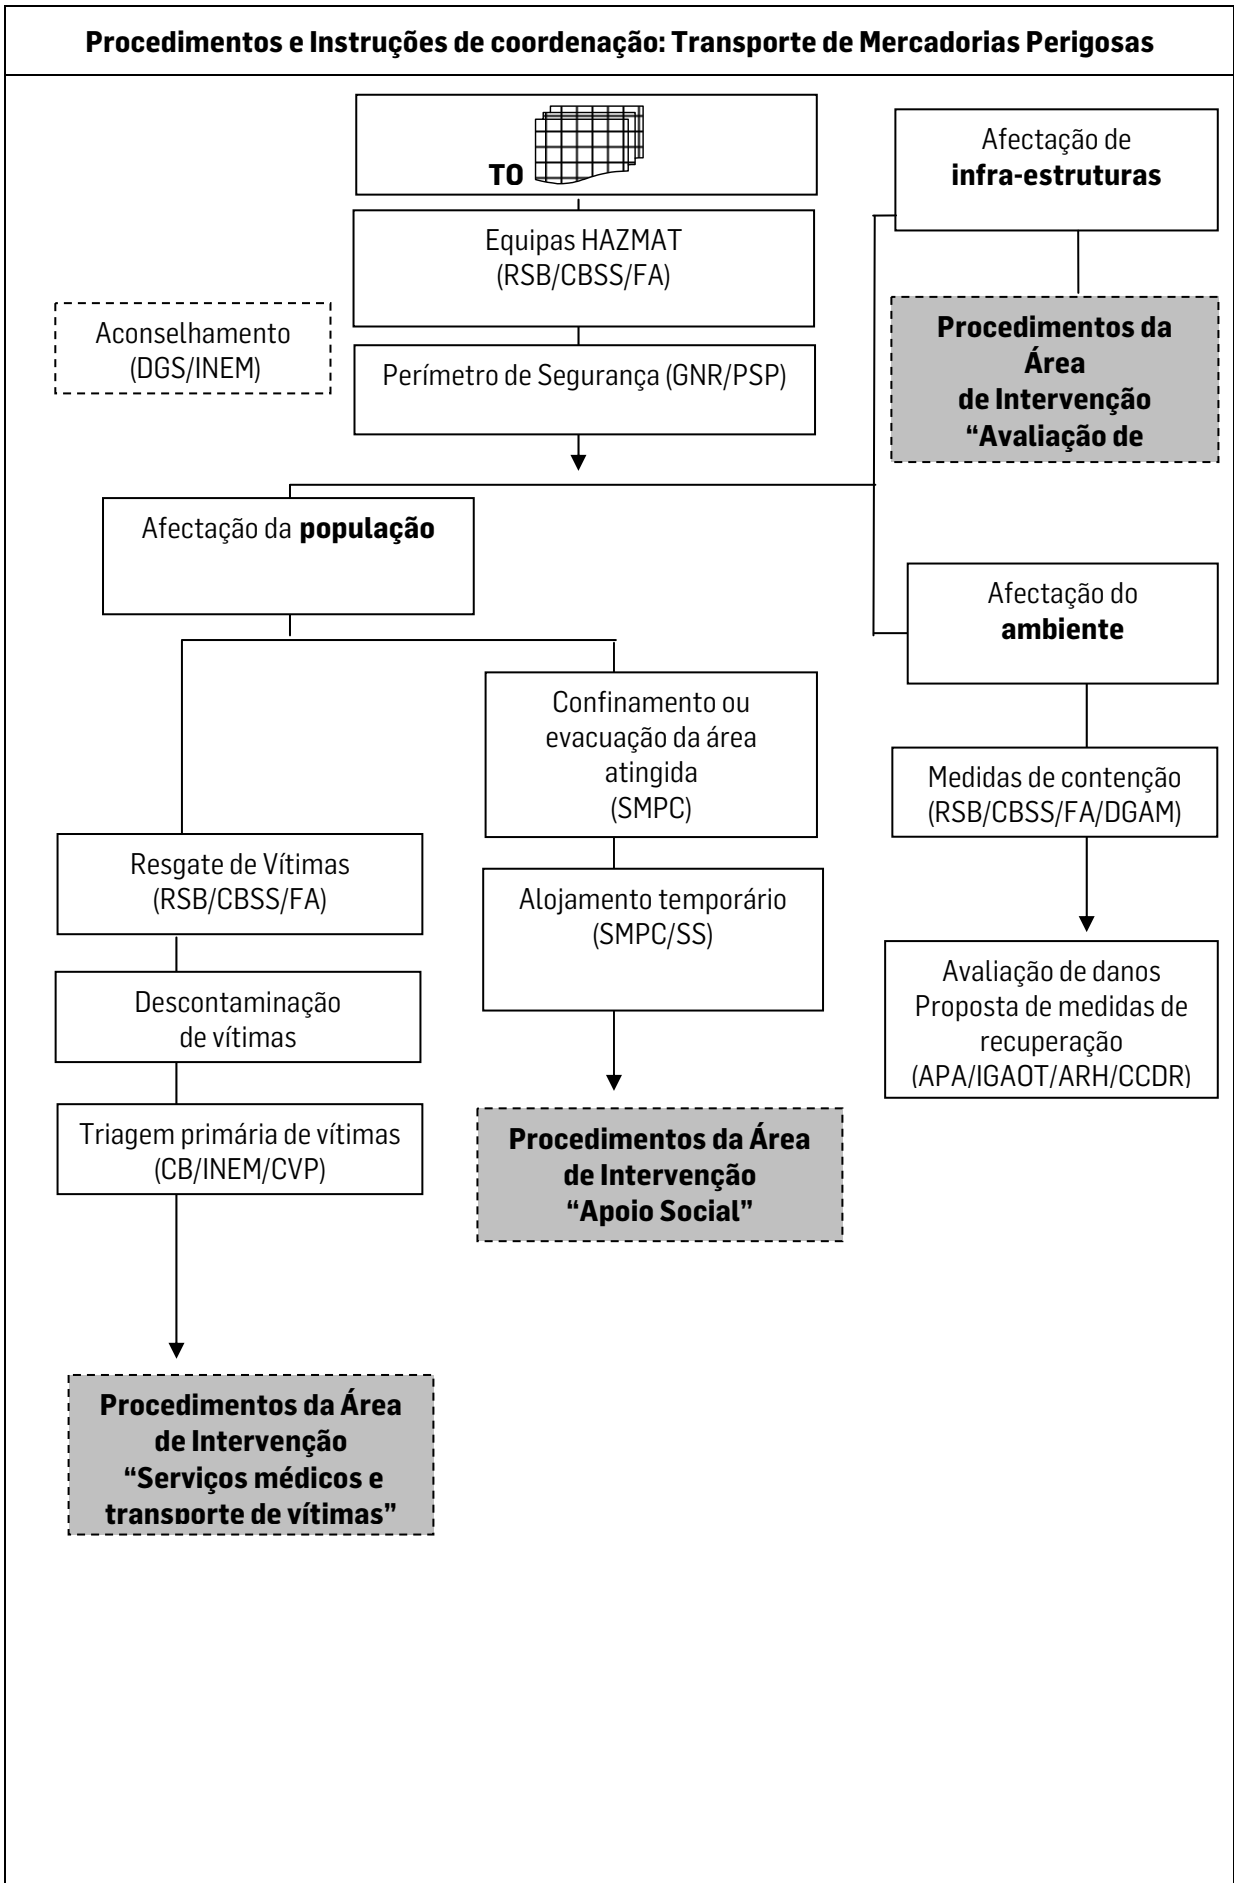 Procedimentos e Instruções de coordenação: Transporte de Mercadorias Perigosas
TO
Equipas HAZMAT
(RSB/CBSS/FA)
Aconselhamento
(DGS/INEM)
Perímetro de Segurança (GNR/PSP)
Afectação de
infra-estruturas
Procedimentos da
Área
de Intervenção
“Avaliação de
Afectação da população
Afectação do
ambiente
Confinamento ou
evacuação da área
atingida
(SMPC)
Medidas de contenção
(RSB/CBSS/FA/DGAM)
Resgate de Vítimas
(RSB/CBSS/FA)
Alojamento temporário
(SMPC/SS)
Avaliação de danos
Proposta de medidas de
recuperação
(APA/IGAOT/ARH/CCDR)
Descontaminação
de vítimas
Triagem primária de vítimas
(CB/INEM/CVP)
Procedimentos da Área
de Intervenção
“Apoio Social”
Procedimentos da Área
de Intervenção
“Serviços médicos e
transporte de vítimas”